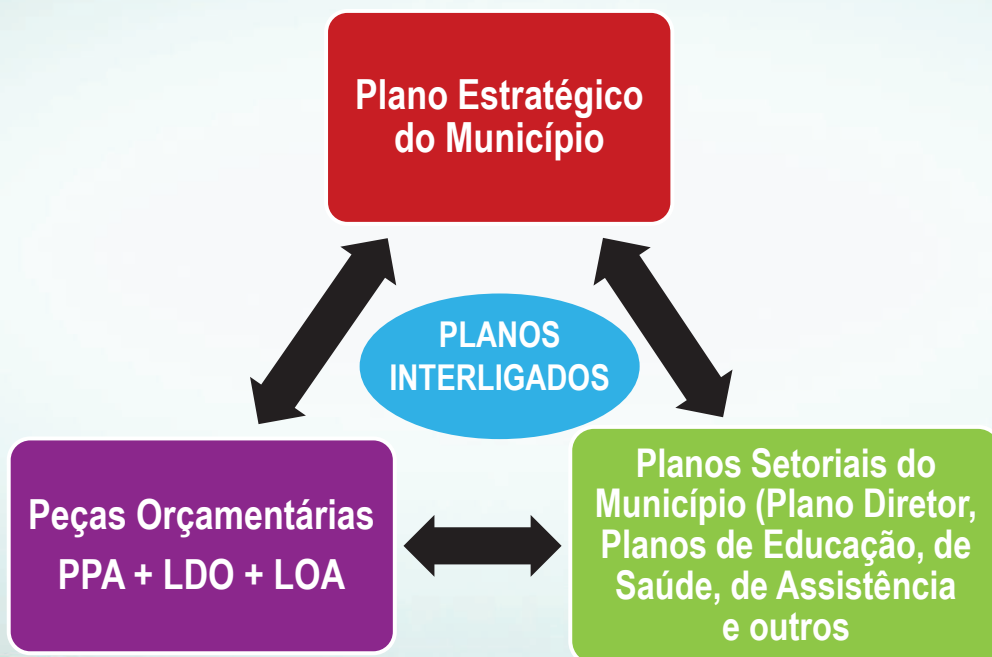 Plano Estratégico
do Município
PLANOS
INTERLIGADOS
Peças Orçamentárias
PPA + LDO + LOA
Planos Setoriais do
Município (Plano Diretor,
Planos de Educação, de
Saúde, de Assistência
e outros